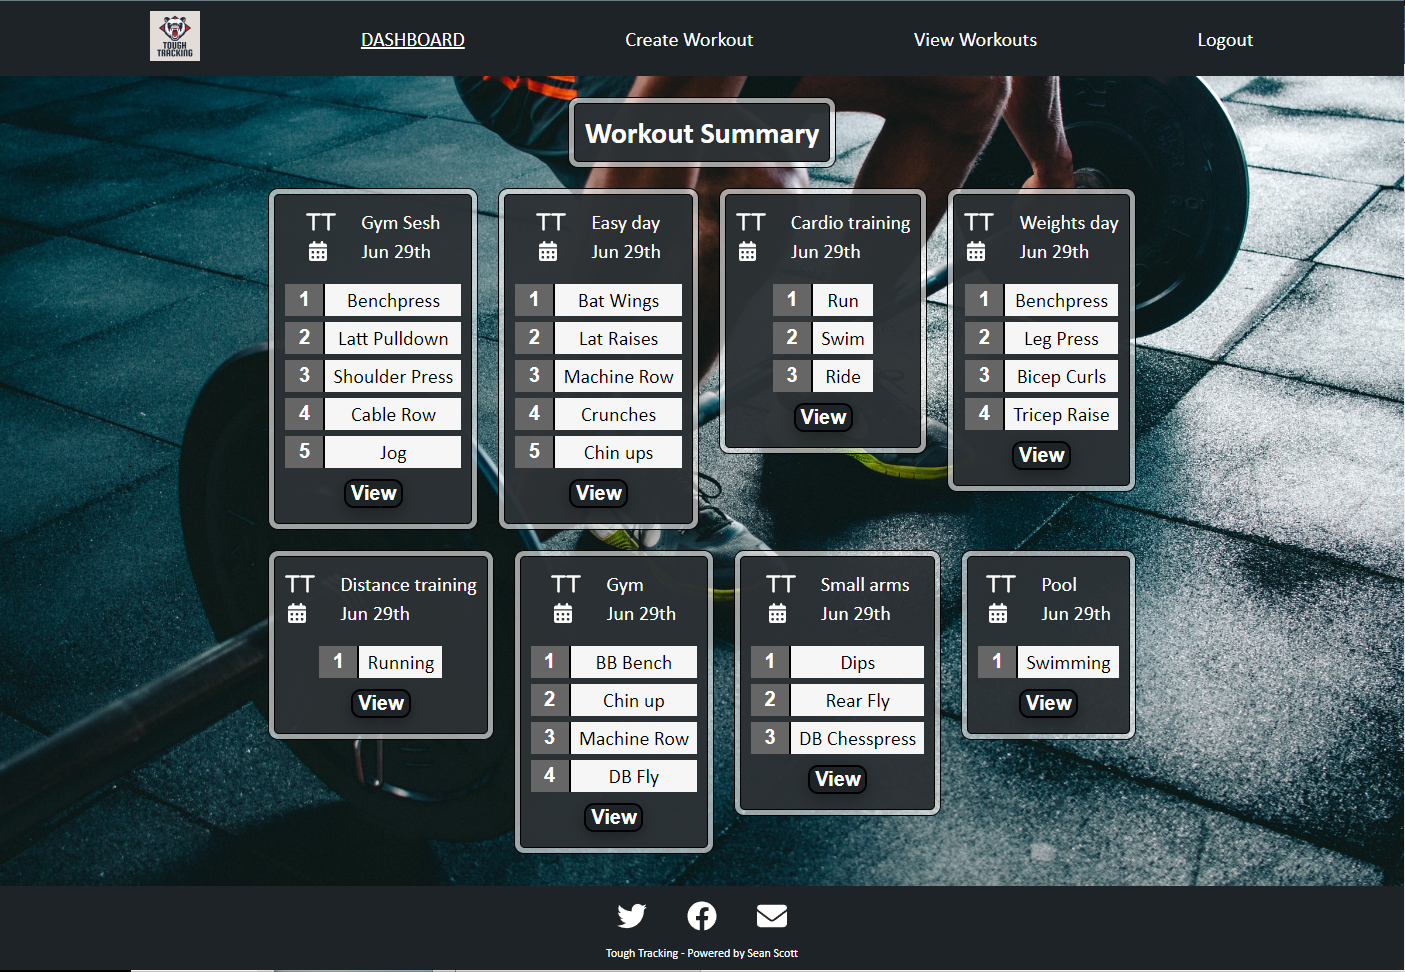 TOUGH
TRACKING
DASHBOARD
Create Workout
View Workouts
Logout
Workout Summary
TT Gym Sesh
Jun 29th
1 Benchpress
2 Latt Pulldown
3 Shoulder Press
4 Cable Row
5 Jog
View
TT Easy day
Jun 29th
1 Bat Wings
2 Lat Raises
3 Machine Row
4 Crunches
5 Chin ups
View
TT Cardio training
Jun 29th
1 Run
2 Swim
3 Ride
View
TT Weights day
Jun 29th
1 Benchpress
2 Leg Press
3 Bicep Curls
4 Tricep Raise
View
TT Distance training
Jun 29th
1 Running
View
TT Gym
Jun 29th
1 BB Bench
2 Chin up
3 Machine Row
4 DB Fly
View
TT Small arms
Jun 29th
1 Dips
2 Rear Fly
3 DB Chesspress
View
TT Pool
Jun 29th
1 Swimming
View
Tough Tracking - Powered by Sean Scott